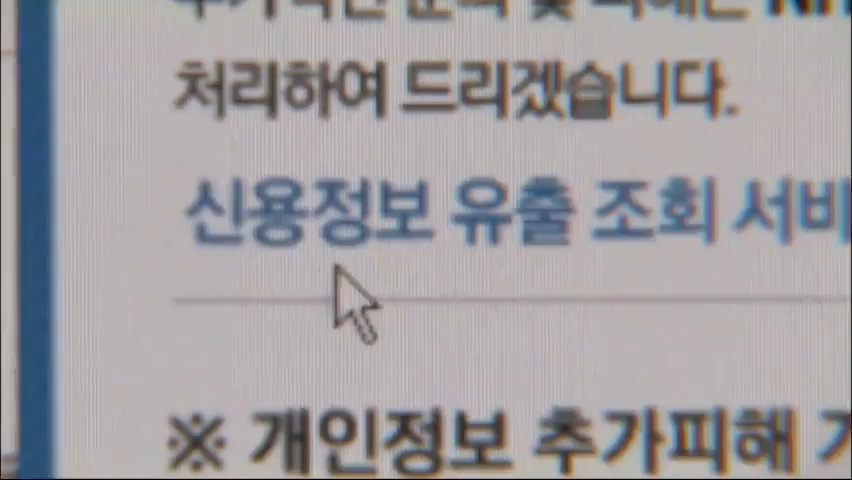 처리하여 드리겠습니다.
신용정보 유출 조회 서비
※ 개인정보 추가피해